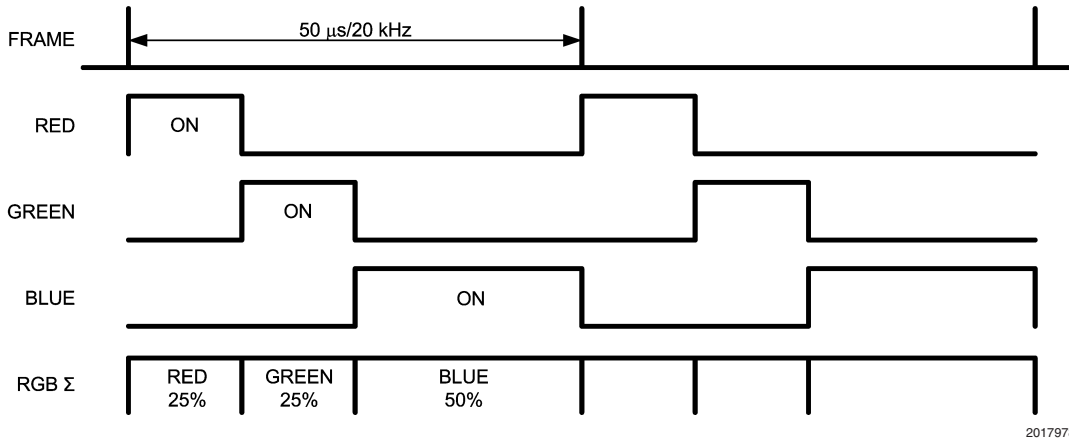 FRAME
50 μs/20 kHz
RED
ON
GREEN
ON
BLUE
ON
RGB Σ
RED
25%
GREEN
25%
BLUE
50%